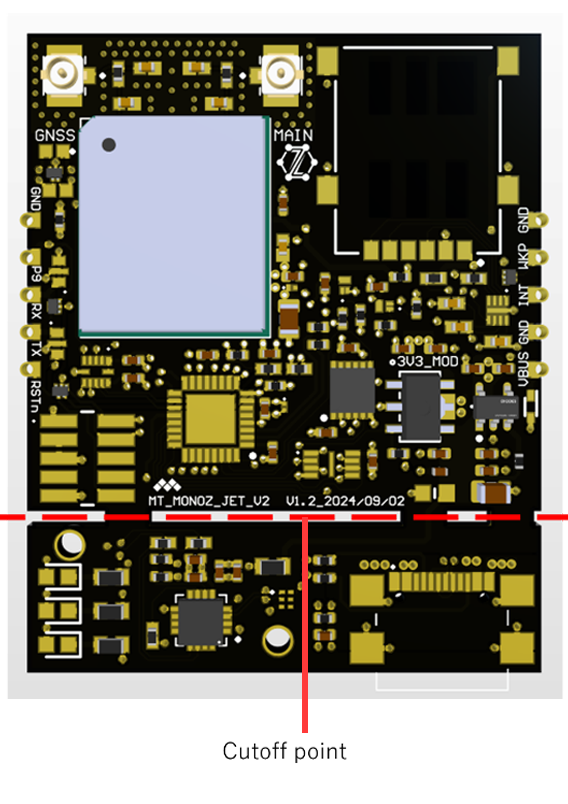 GNSS
MAIN
GND
P9
RX
TX
RSTn
GND
WKP
INT
GND
VBUS
3V3_MOD
MT_MONOZ_JET_V2 V1.2_2024/09/02
Cutoff point